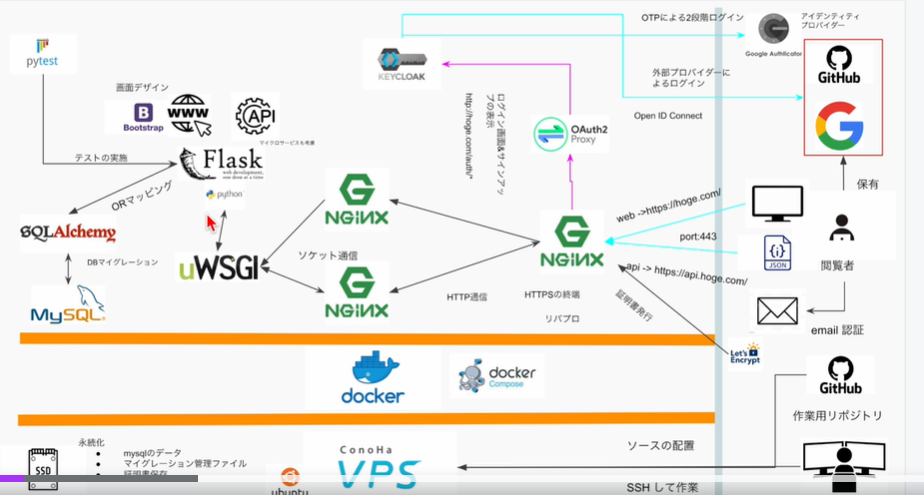 OTPによる2段階ログイン
アイデンティティ
プロバイダー
Google Authticator
KEYCLOAK
GitHub
外部プロバイダーに
よるログイン
Open ID Connect
pytest
画面デザイン
B
Bootstrap
WWW
API
マイクロサービスも考慮
テストの実施
Flask
web development,
one drop at a time
python
ORマッピング
ログイン画面&サインアッ
プの表示
http://hoge.com/auth/*
OAuth2
Proxy
保有
web ->https://hoge.com/
port:443
api -> https://api.hoge.com/
{i}
JSON
閲覧者
NGiNX
NGiNX
NGiNX
SQLAlchemy
DBマイグレーション
MySQL
uWSGI
ソケット通信
HTTP通信
HTTPSの終端
リバプロ
証明書発行
email 認証
Let's
Encrypt
docker
docker
Compose
GitHub
作業用リポジトリ
ソースの配置
SSHして作業
ConoHa
VPS
ubuntu
SSD
永続化
mysqlのデータ
マイグレーション管理ファイル
証明書保存